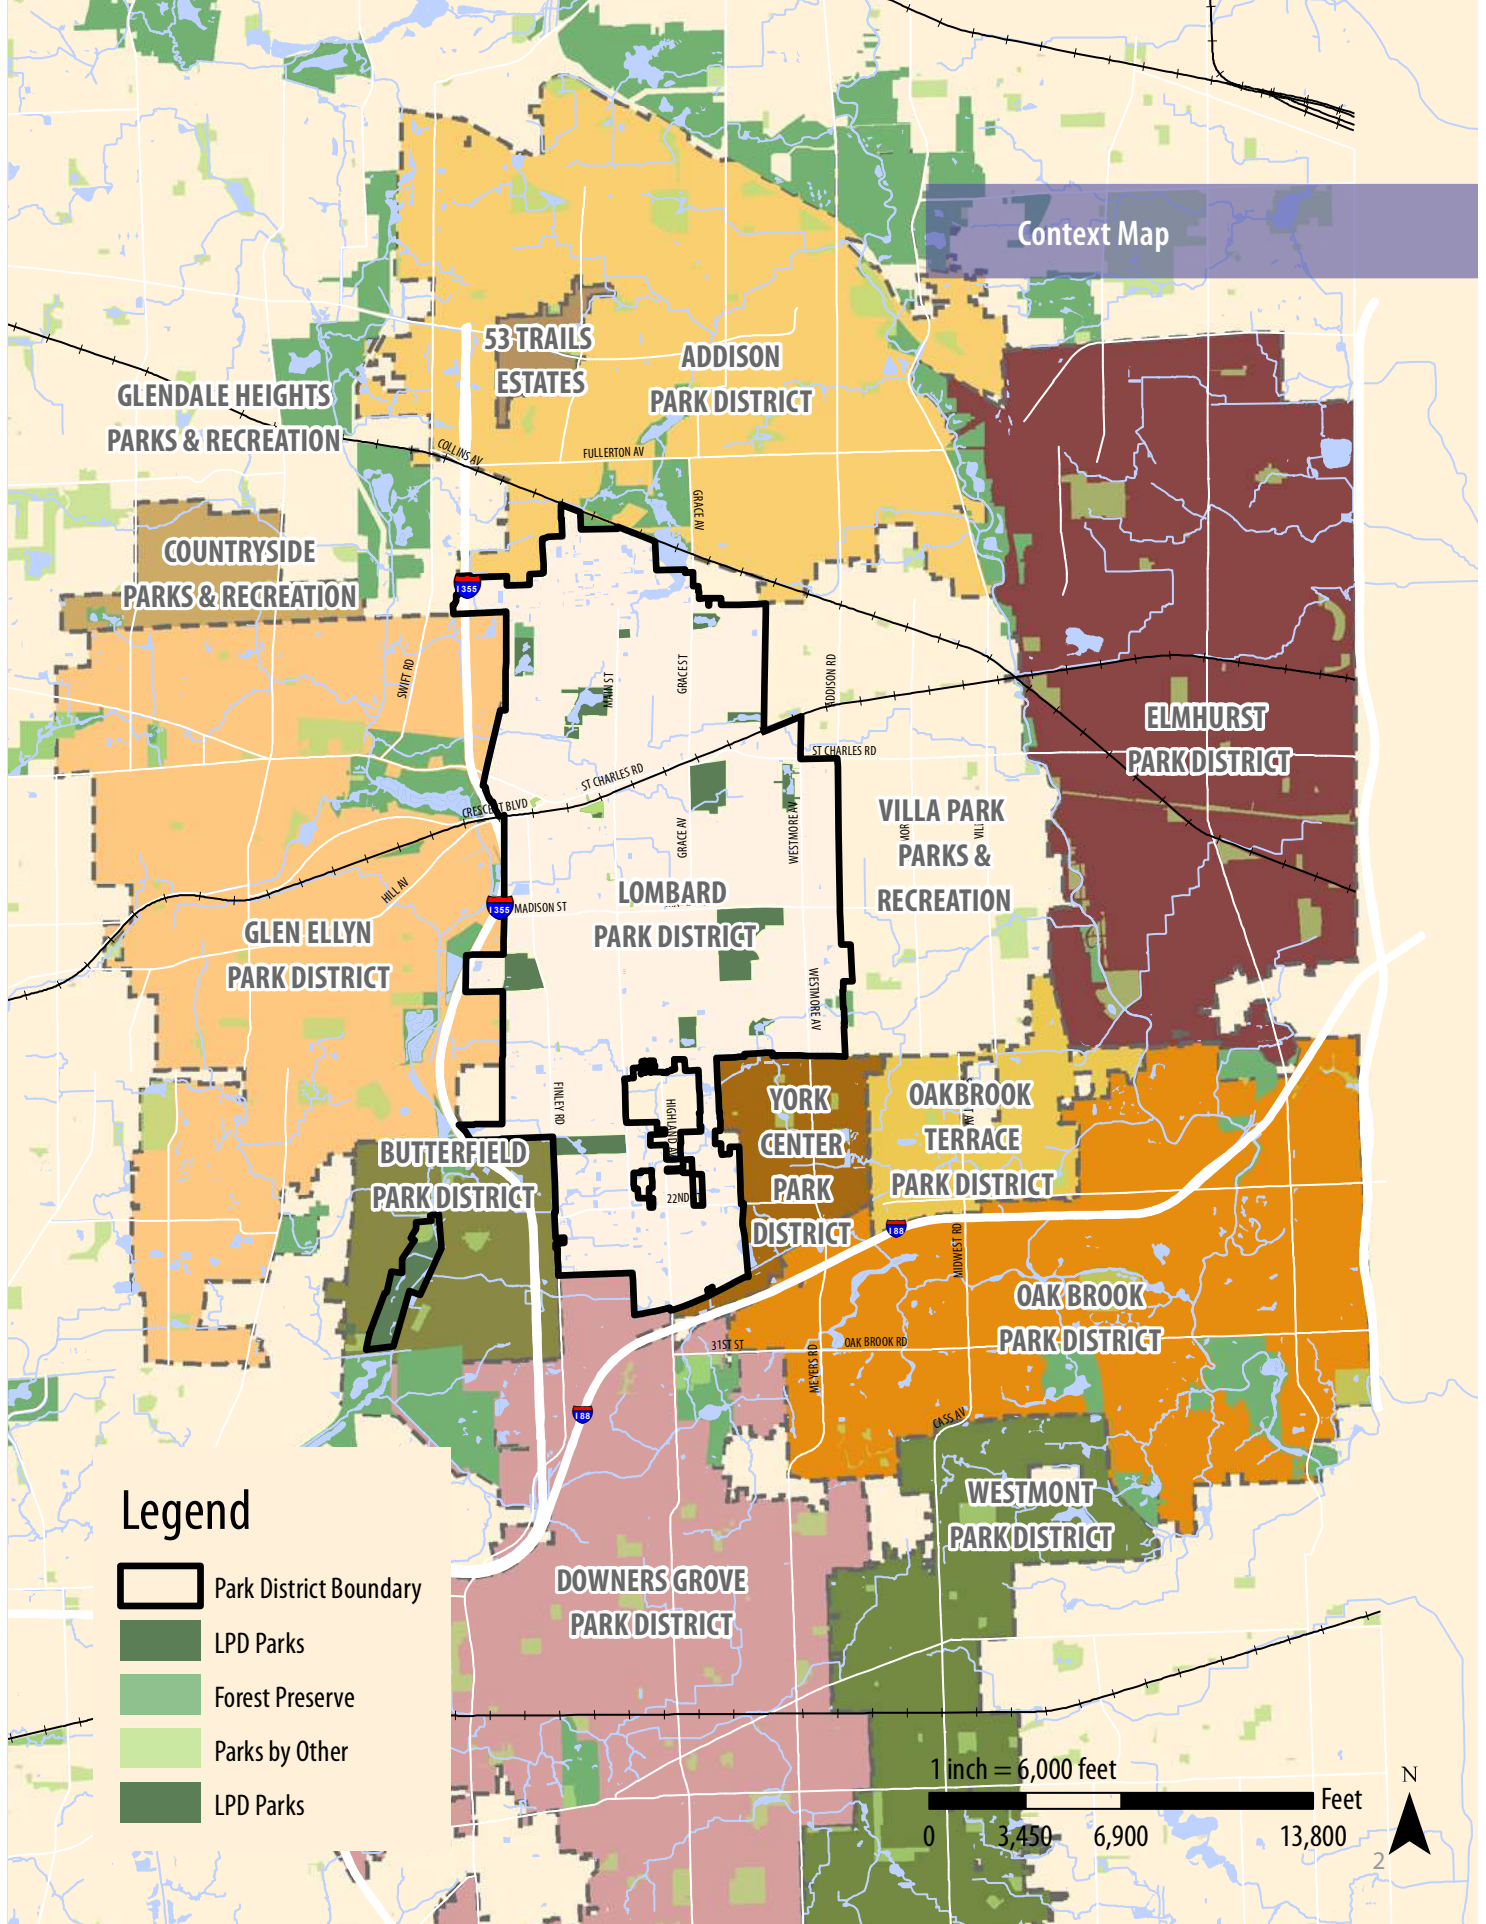 Context Map
53 TRAILS
ESTATES
ADDISON
PARK DISTRICT
GLENDALE HEIGHTS
PARKS & RECREATION
COLLINS AV
FULLERTON AV
GRACE AV
COUNTRYSIDE
PARKS & RECREATION
I 355
SWIFT RD
MAIN ST
GRACE ST
ADDISON RD
ELMHURST
PARK DISTRICT
ST CHARLES RD
ST CHARLES RD
CRESCENT BLVD
GRACE AV
WESTMORE AV
VILLA PARK
PARKS &
RECREATION
HILL AV
LOMBARD
PARK DISTRICT
I 355
MADISON ST
GLEN ELLYN
PARK DISTRICT
WESTMORE AV
FINLEY RD
HIGHLAND AV
YORK
CENTER
PARK
DISTRICT
OAKBROOK
TERRACE
PARK DISTRICT
BUTTERFIELD
PARK DISTRICT
22ND
I 88
MIDWEST RD
OAK BROOK
PARK DISTRICT
31ST ST
OAK BROOK RD
MEYERS RD
I 88
CASS AV
WESTMONT
PARK DISTRICT
DOWNERS GROVE
PARK DISTRICT
Legend
Park District Boundary
LPD Parks
Forest Preserve
Parks by Other
LPD Parks
1 inch = 6,000 feet
Feet
0 3,450 6,900 13,800
N
2